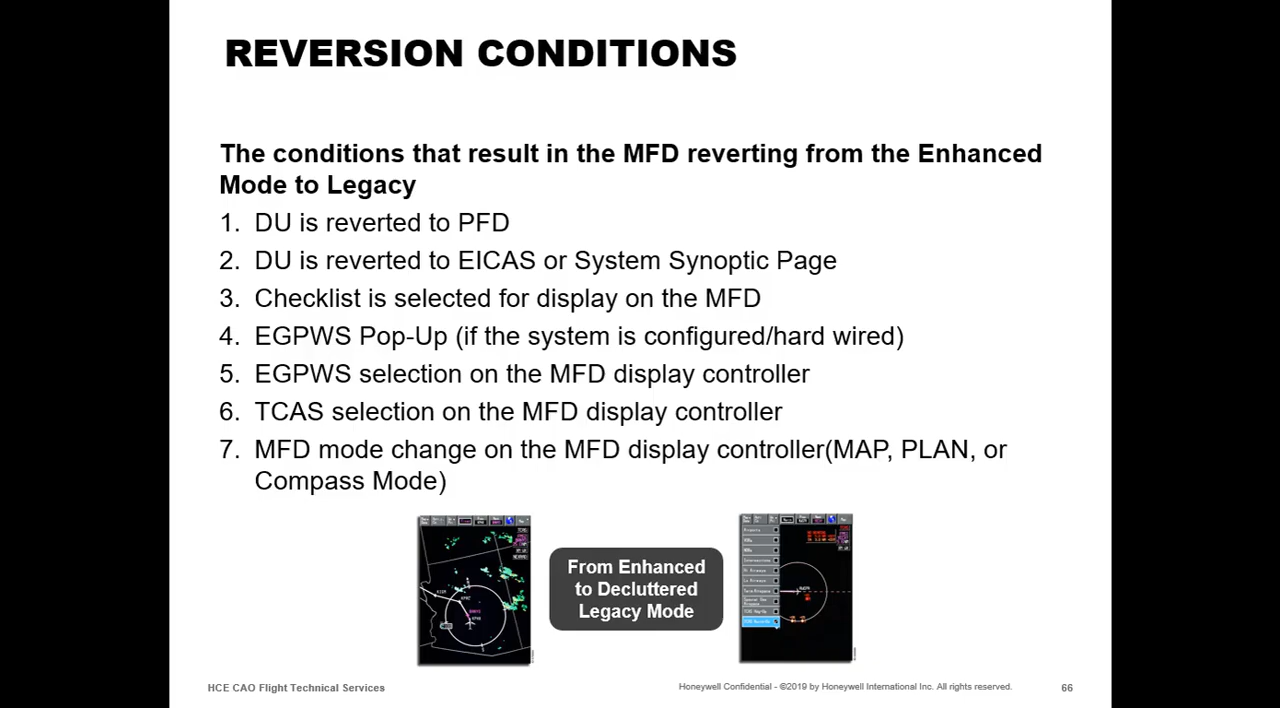 REVERSION CONDITIONS
The conditions that result in the MFD reverting from the Enhanced
Mode to Legacy
1. DU is reverted to PFD
2. DU is reverted to EICAS or System Synoptic Page
3. Checklist is selected for display on the MFD
4. EGPWS Pop-Up (if the system is configured/hard wired)
5. EGPWS selection on the MFD display controller
6. TCAS selection on the MFD display controller
7. MFD mode change on the MFD display controller(MAP, PLAN, or
Compass Mode)
From Enhanced
to Decluttered
Legacy Mode
HCE CAO Flight Technical Services
Honeywell Confidential - ©2019 by Honeywell International Inc. All rights reserved.
66